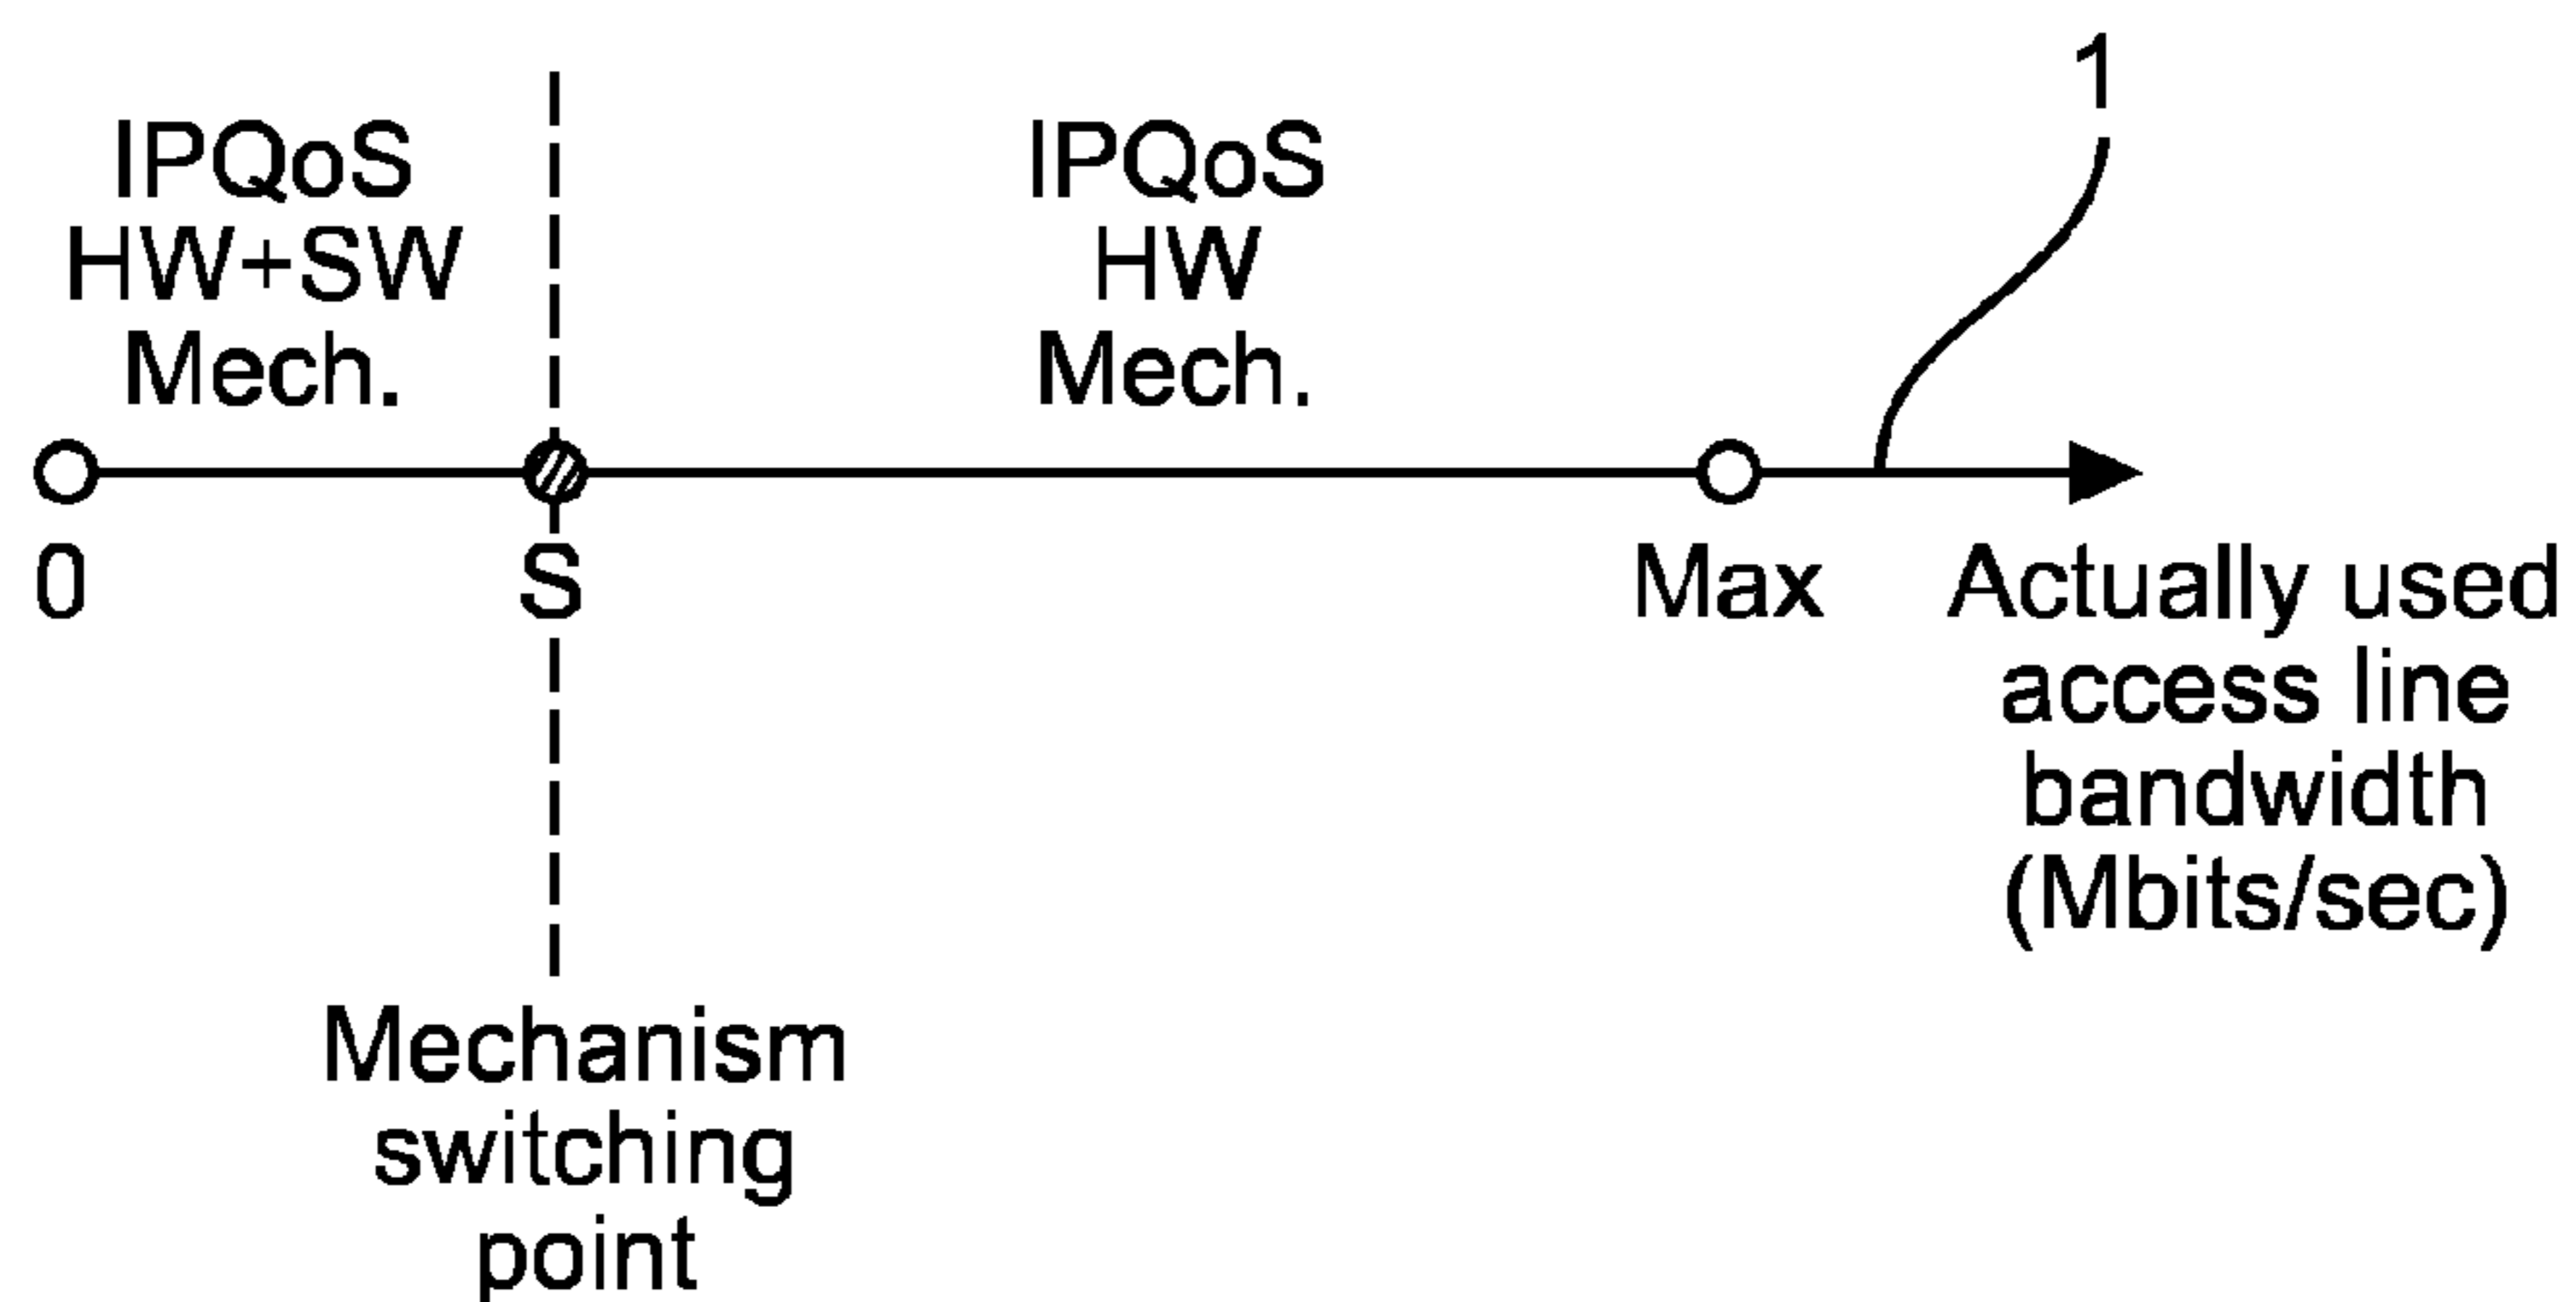 1
IPQoS
HW+SW
Mech.
IPQoS
HW
Mech.
0
S
Max
Actually used
access line
bandwidth
(Mbits/sec)
Mechanism
switching
point